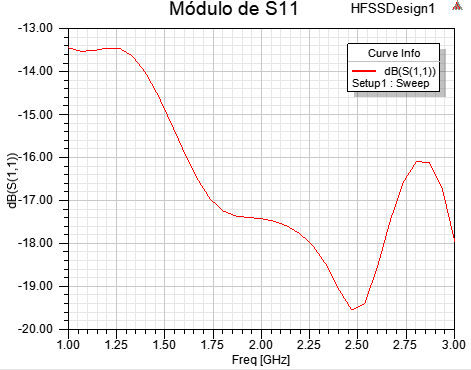 Módulo de S11
HFSSDesign1
-13.00
-14.00
-15.00
-16.00
-17.00
-18.00
-19.00
-20.00
dB(S(1,1))
Curve Info
dB(S(1,1))
Setup1 : Sweep
1.00 1.25 1.50 1.75 2.00 2.25 2.50 2.75 3.00
Freq [GHz]